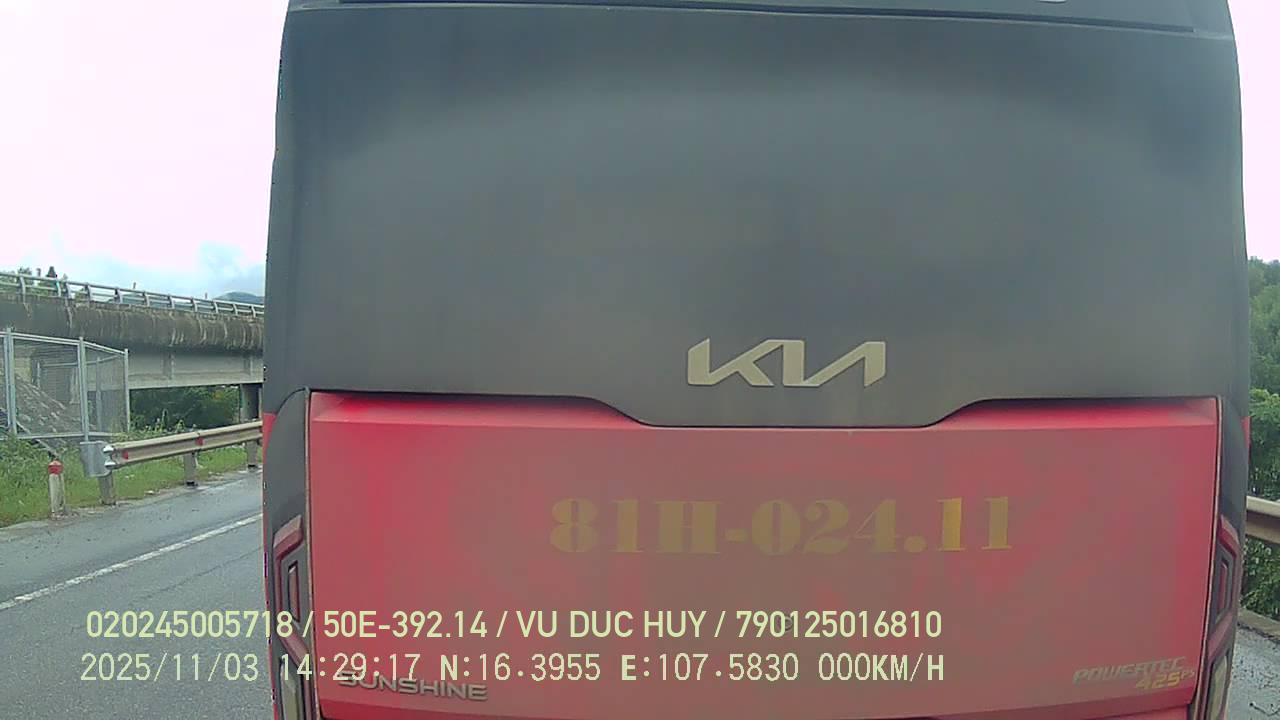 KIA
81H-024.11
020245005718 / 50E-392.14 / VU DUC HUY / 790125016810
2025/11/03 14:29:17 N:16.3955 E:107.5830 000KM/H
SUNSHINE
POWERTEC
425PS